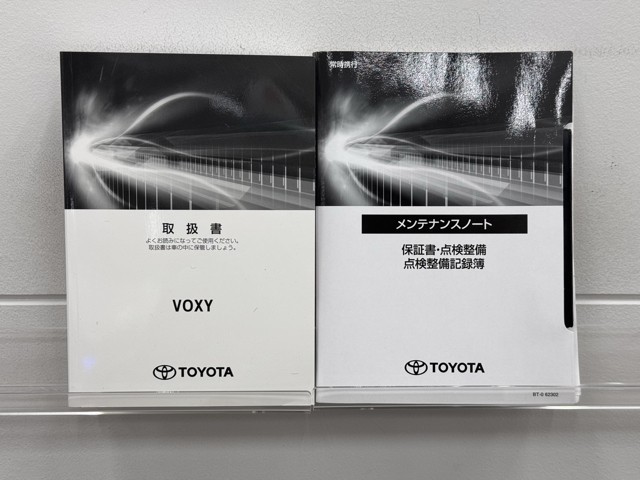 取扱書
よくお読みになってご使用ください。
取扱書は車の中に保管しましょう。
VOXY
TOYOTA
常時携行
メンテナンスノート
保証書・点検整備
点検整備記録簿
TOYOTA
BT-0 62302